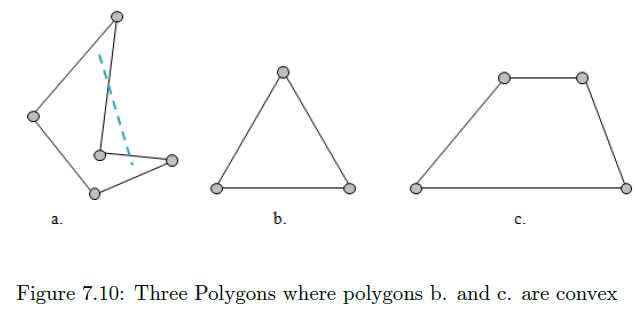 a.
b.
c.
Figure 7.10: Three Polygons where polygons b. and c. are convex